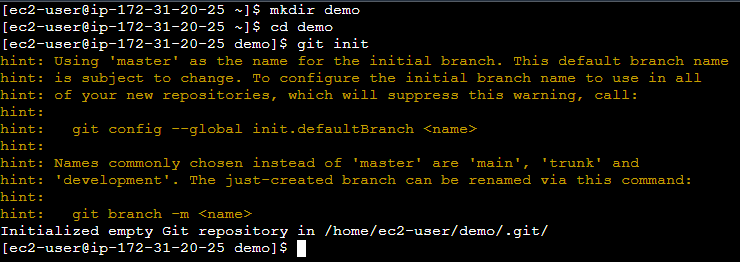 [ec2-user@ip-172-31-20-25 ~]$ mkdir demo
[ec2-user@ip-172-31-20-25 ~]$ cd demo
[ec2-user@ip-172-31-20-25 demo]$ git init
hint: Using 'master' as the name for the initial branch. This default branch name
hint: is subject to change. To configure the initial branch name to use in all
hint: of your new repositories, which will suppress this warning, call:
hint:
hint:   git config --global init.defaultBranch <name>
hint:
hint: Names commonly chosen instead of 'master' are 'main', 'trunk' and
hint: 'development'. The just-created branch can be renamed via this command:
hint:
hint:   git branch -m <name>
Initialized empty Git repository in /home/ec2-user/demo/.git/
[ec2-user@ip-172-31-20-25 demo]$